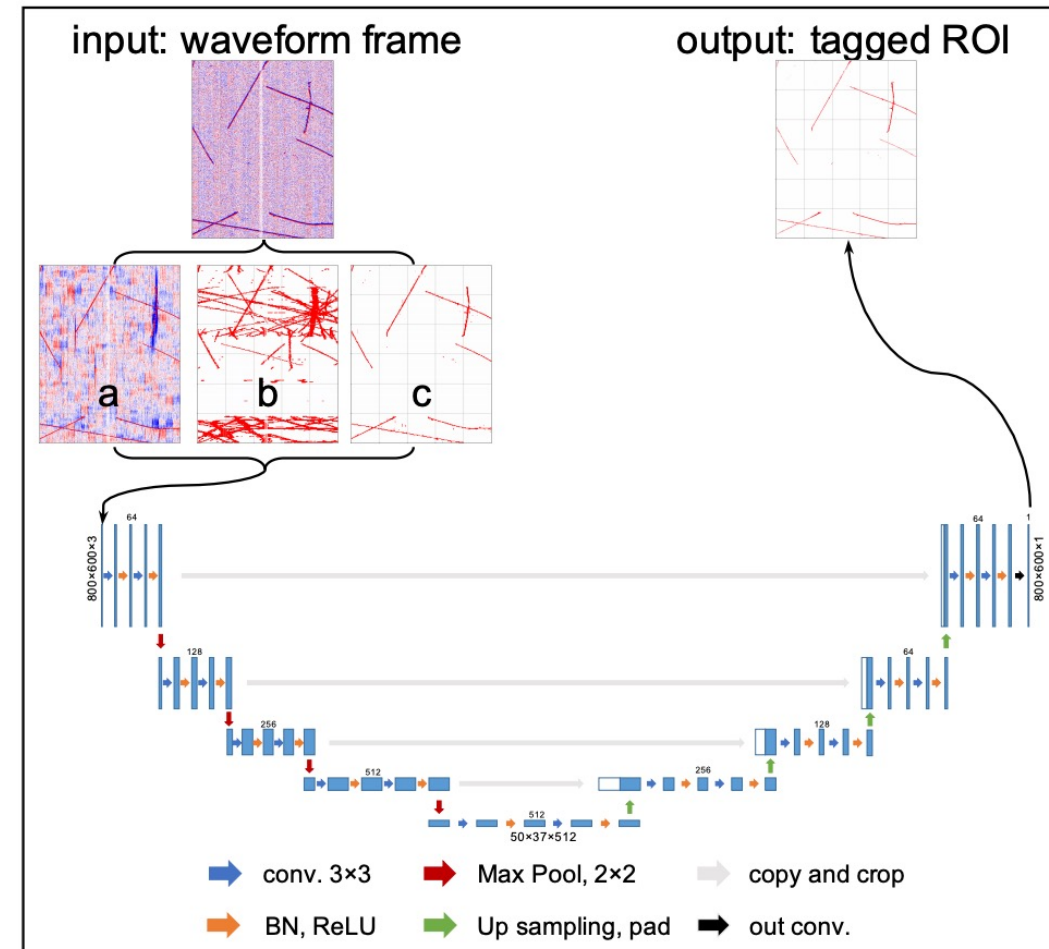 input: waveform frame
output: tagged ROI
a
b
c
64
800×600×3
128
256
512
512
50×37×512
256
128
64
64
1
800×600×1
conv. 3×3
Max Pool, 2×2
copy and crop
BN, ReLU
Up sampling, pad
out conv.